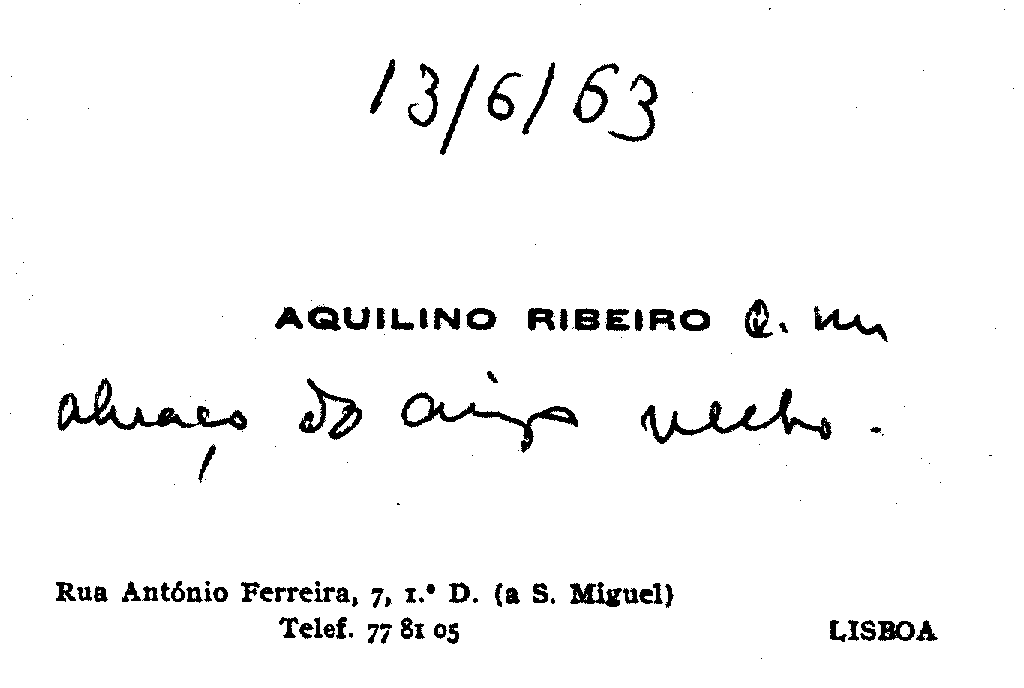 13/6/63
AQUILINO RIBEIRO c. um
abraço do amigo velho.
Rua António Ferreira, 7, 1.º D. (a S. Miguel)
Telef. 77 81 05 LISBOA